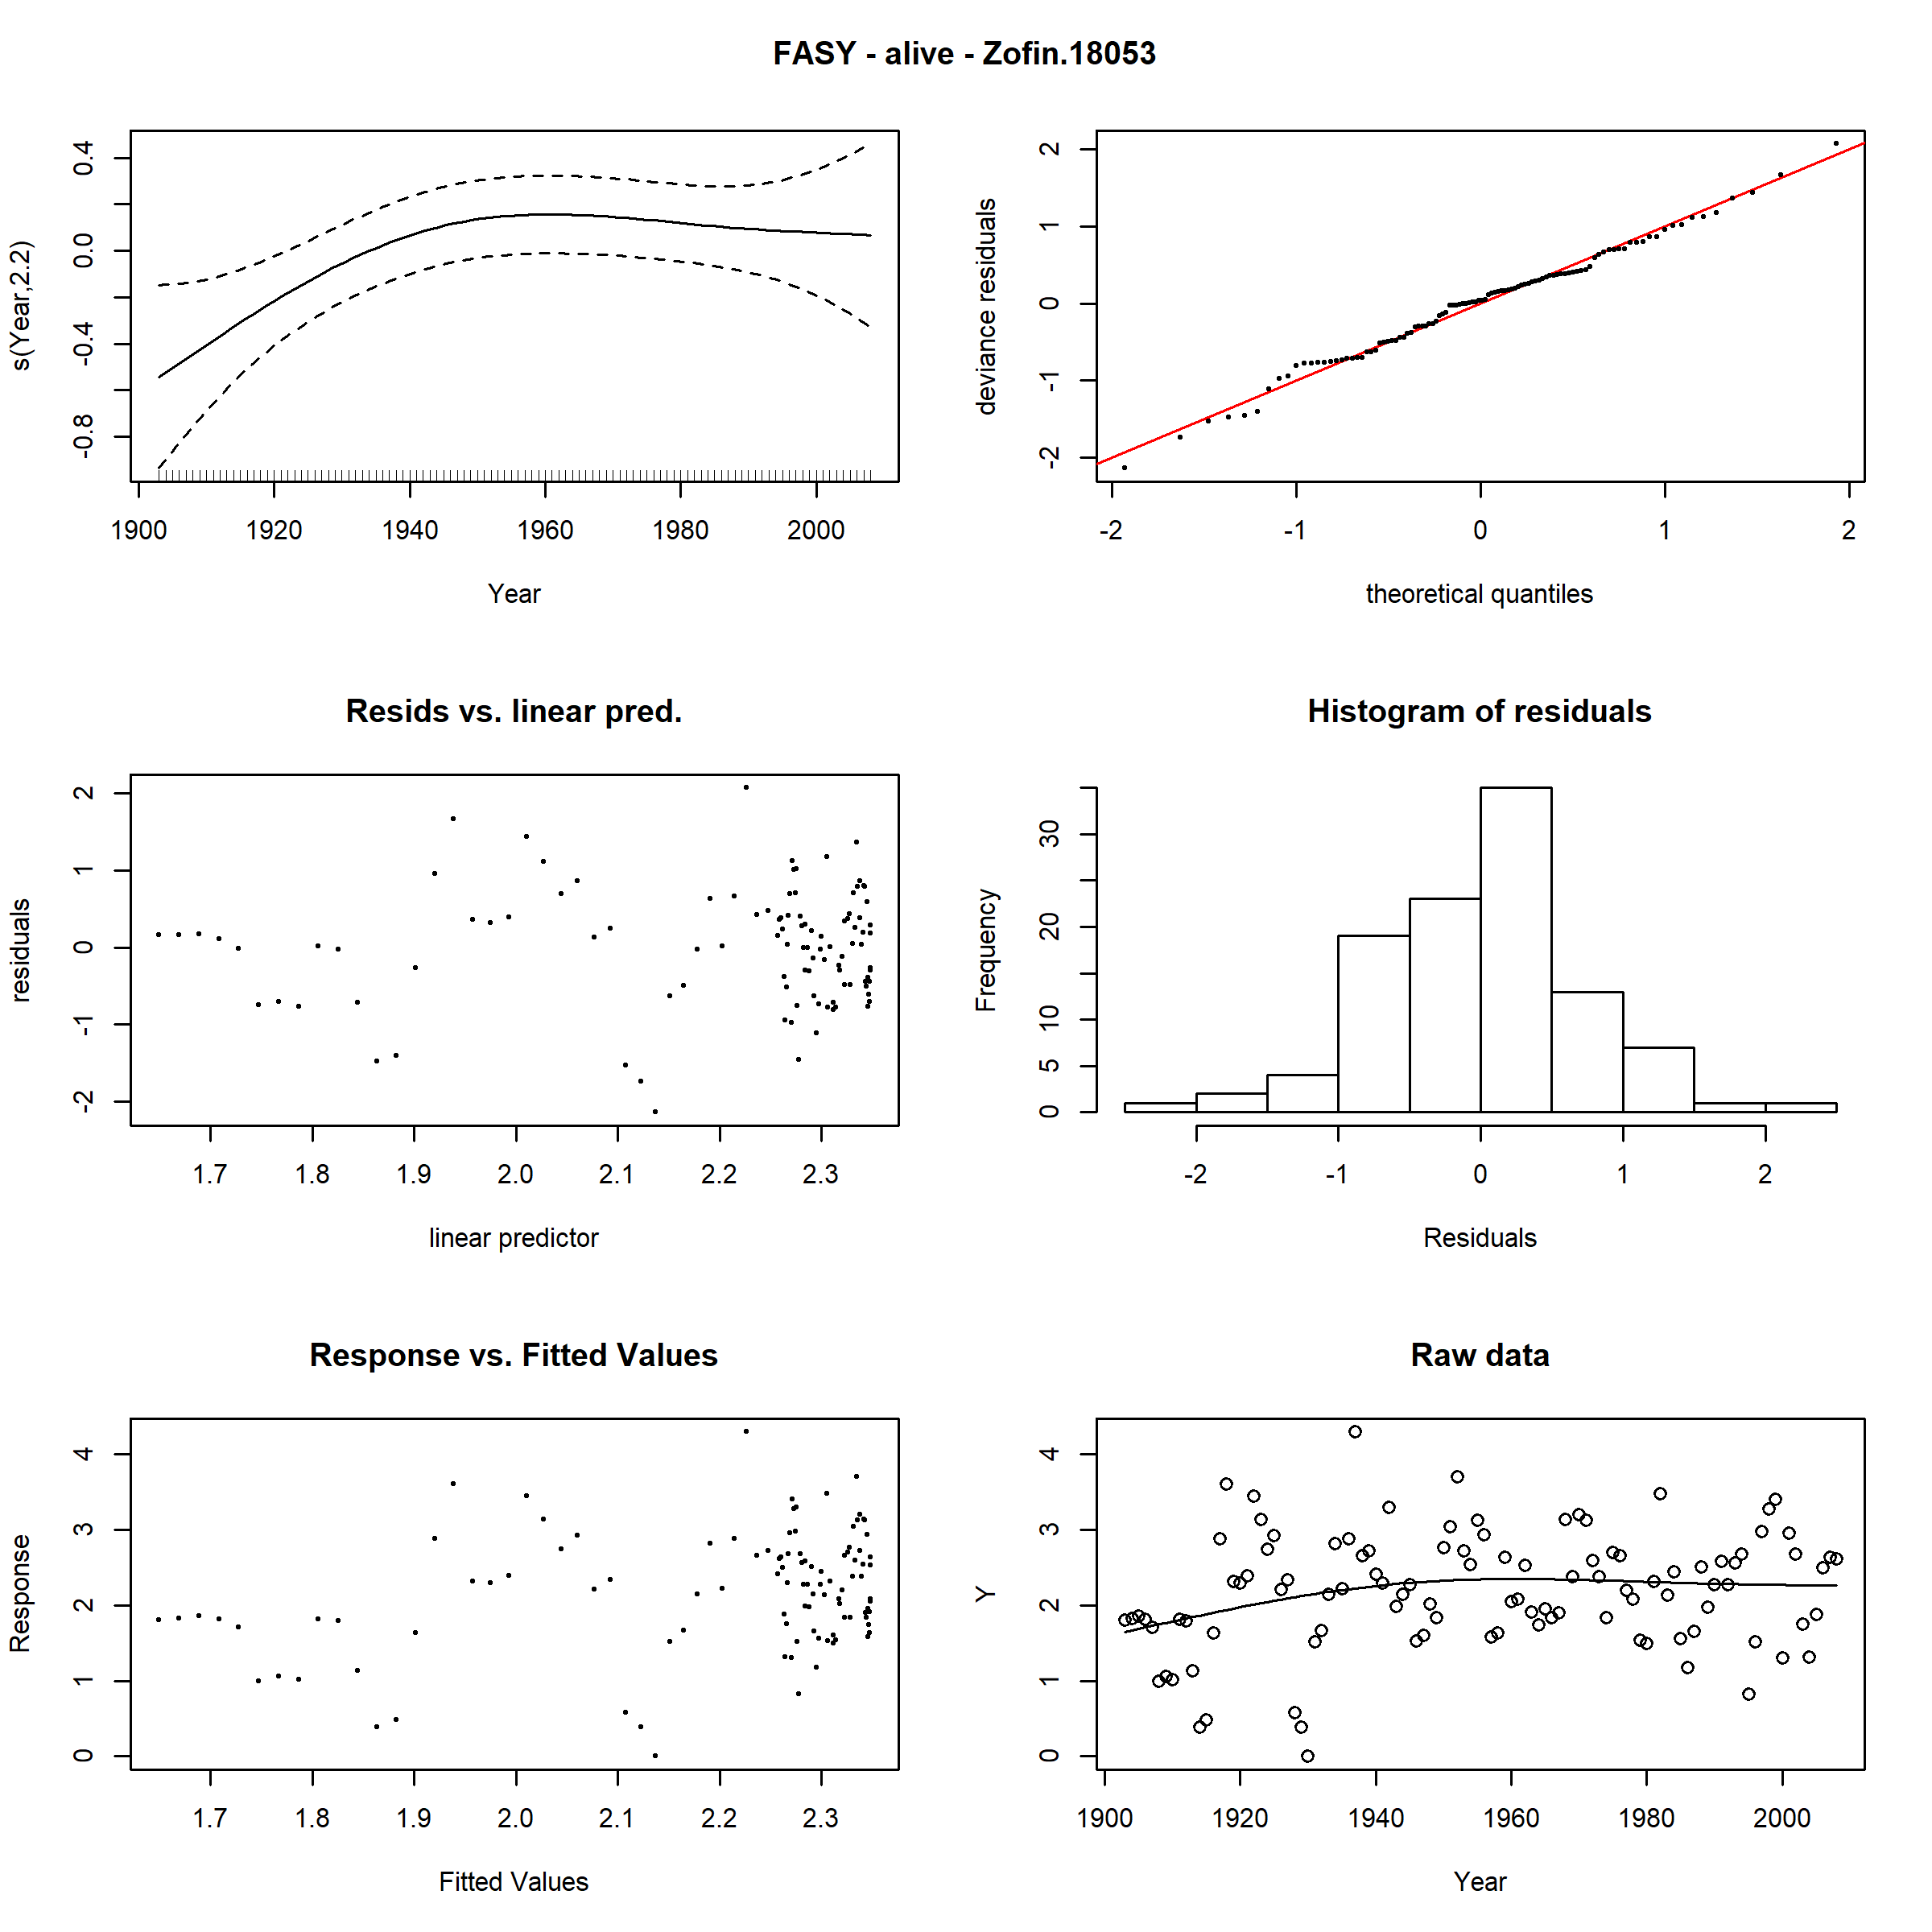 FASY - alive - Zofin.18053
s(Year,2.2)
0.4
0.0
-0.4
-0.8
1900 1920 1940 1960 1980 2000
Year
deviance residuals
2
1
0
-1
-2
-2 -1 0 1 2
theoretical quantiles
Resids vs. linear pred.
residuals
2
1
0
-1
-2
1.7 1.8 1.9 2.0 2.1 2.2 2.3
linear predictor
Histogram of residuals
Frequency
30
20
10
5
0
-2 -1 0 1 2
Residuals
Response vs. Fitted Values
Response
4
3
2
1
0
1.7 1.8 1.9 2.0 2.1 2.2 2.3
Fitted Values
Raw data
Y
4
3
2
1
0
1900 1920 1940 1960 1980 2000
Year